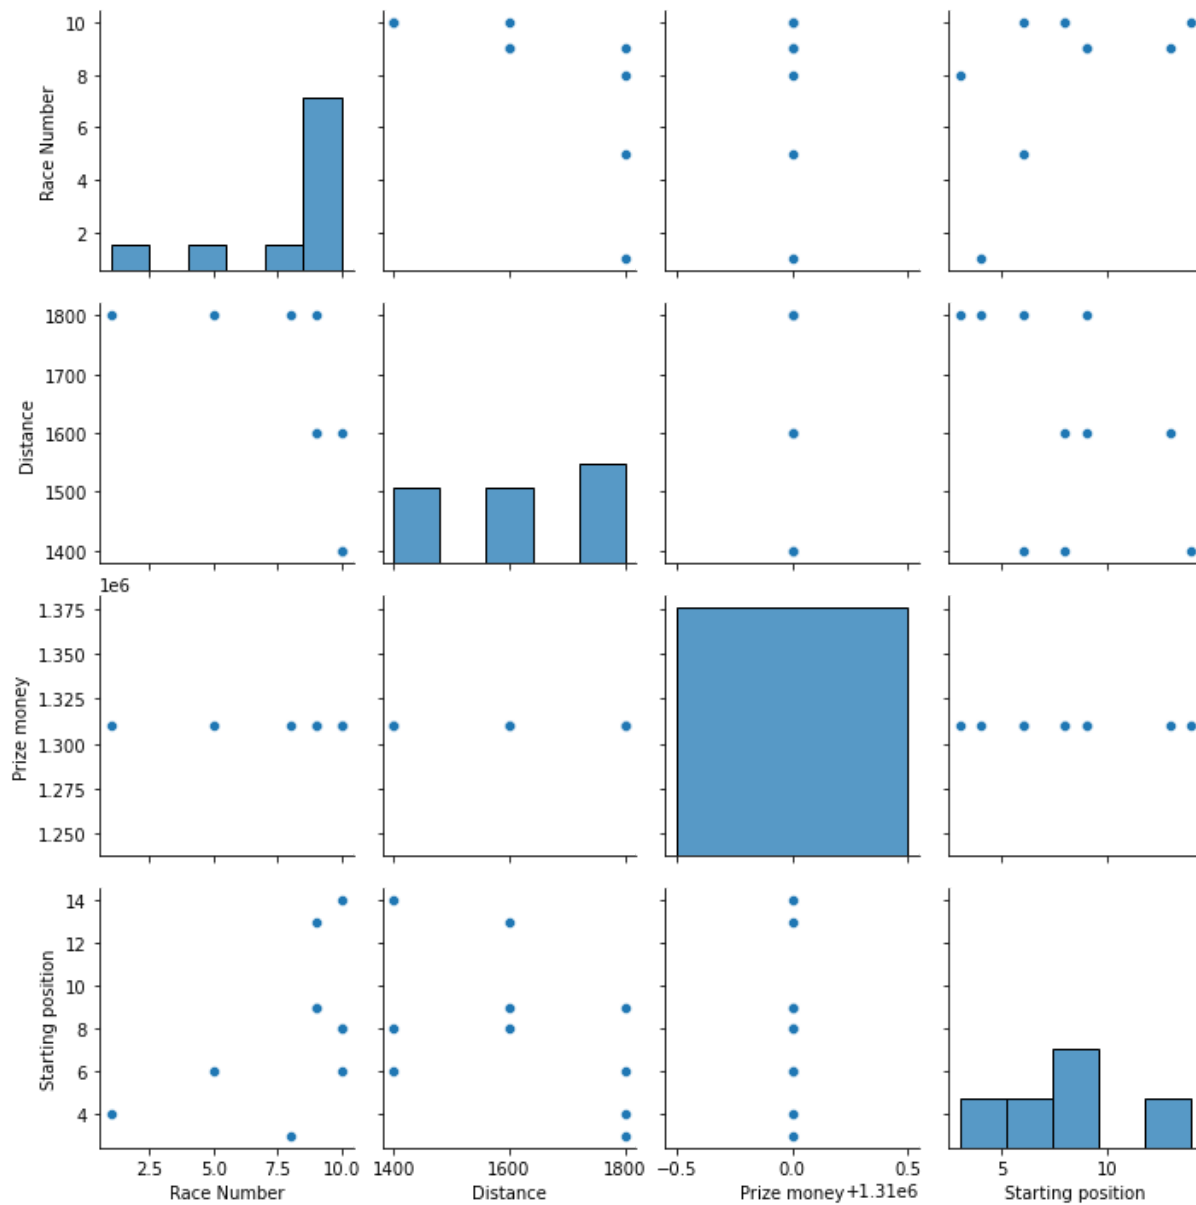 10
8
6
4
2
Race Number
1800
1700
1600
1500
1400
Distance
1e6
1.375
1.350
1.325
1.300
1.275
1.250
Prize money
14
12
10
8
6
4
Starting position
2.5 5.0 7.5 10.0
Race Number
1400 1600 1800
Distance
−0.5 0.0 0.5
Prize money +1.31e6
5 10
Starting position